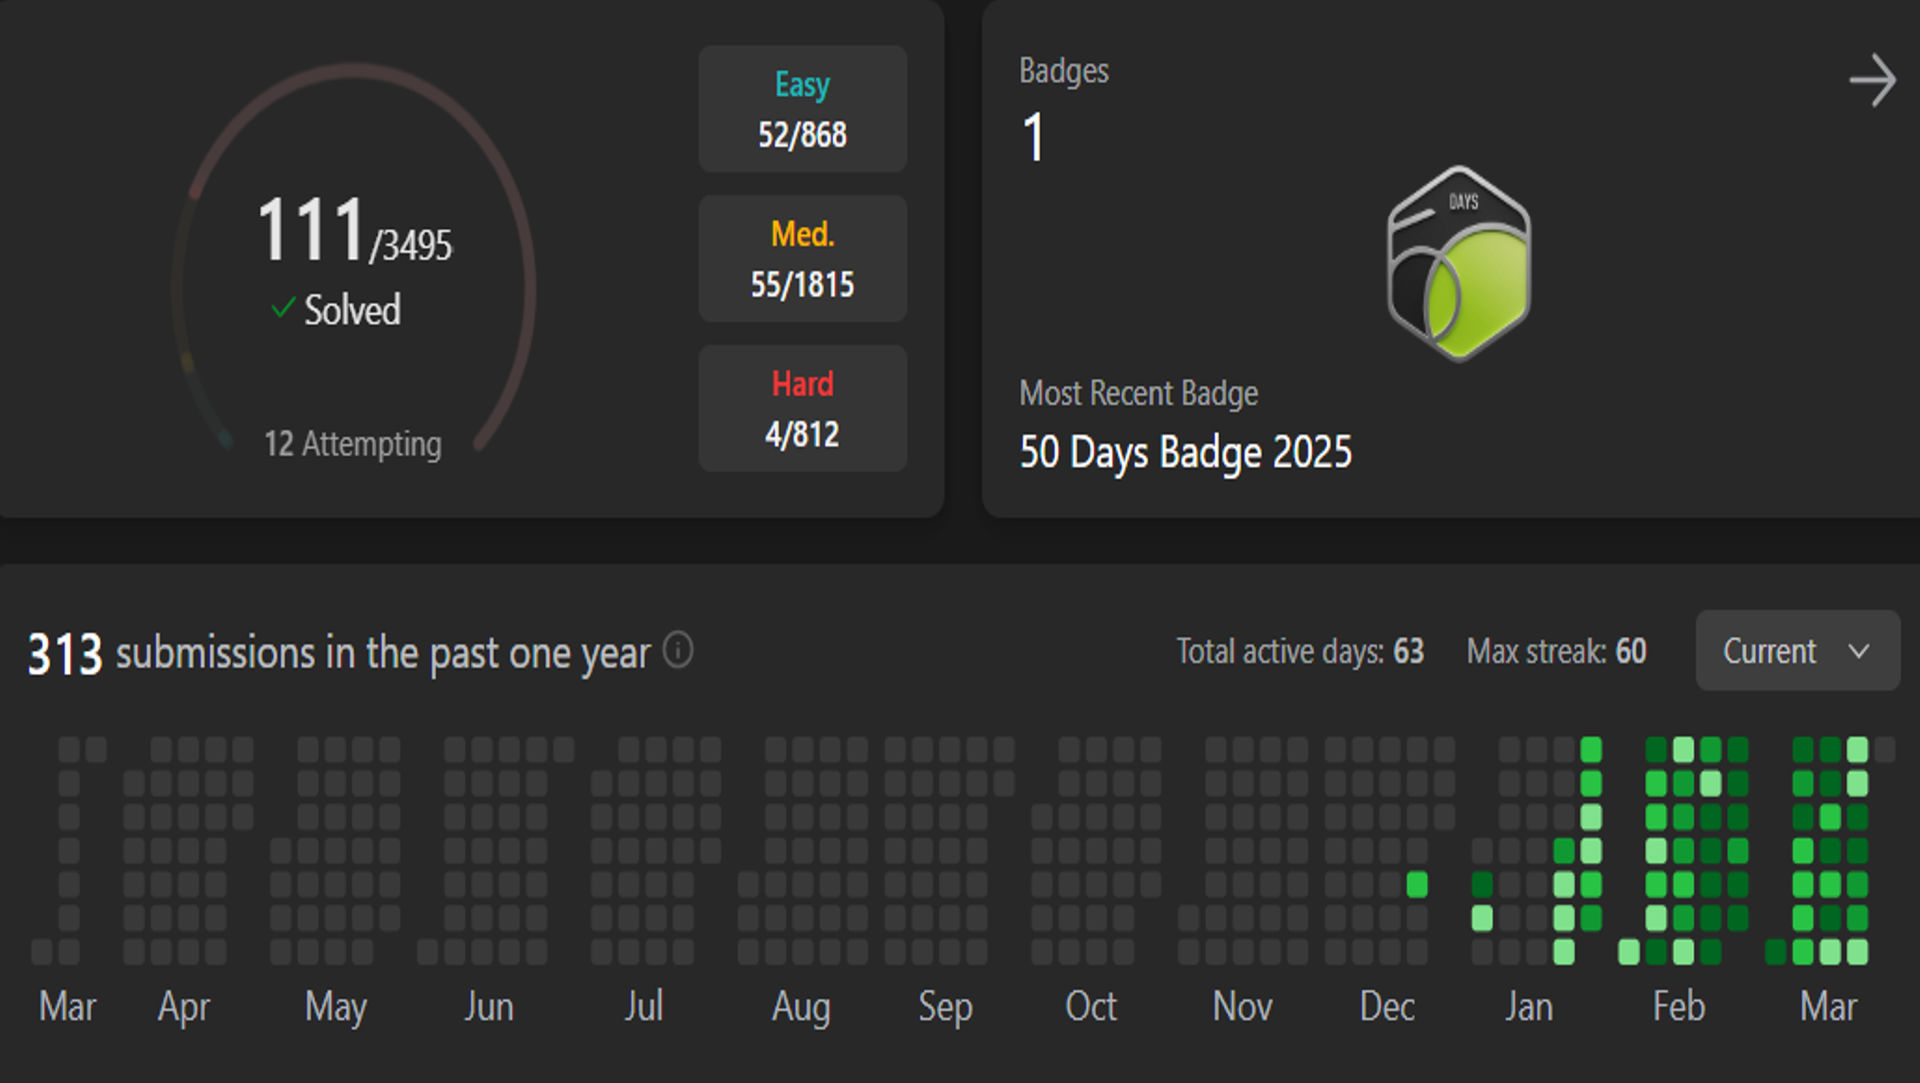 111/3495
Solved
12 Attempting
Easy
52/868
Med.
55/1815
Hard
4/812
Badges
1
DAYS
Most Recent Badge
50 Days Badge 2025
313 submissions in the past one year
Total active days: 63 Max streak: 60 Current
Mar Apr May Jun Jul Aug Sep Oct Nov Dec Jan Feb Mar